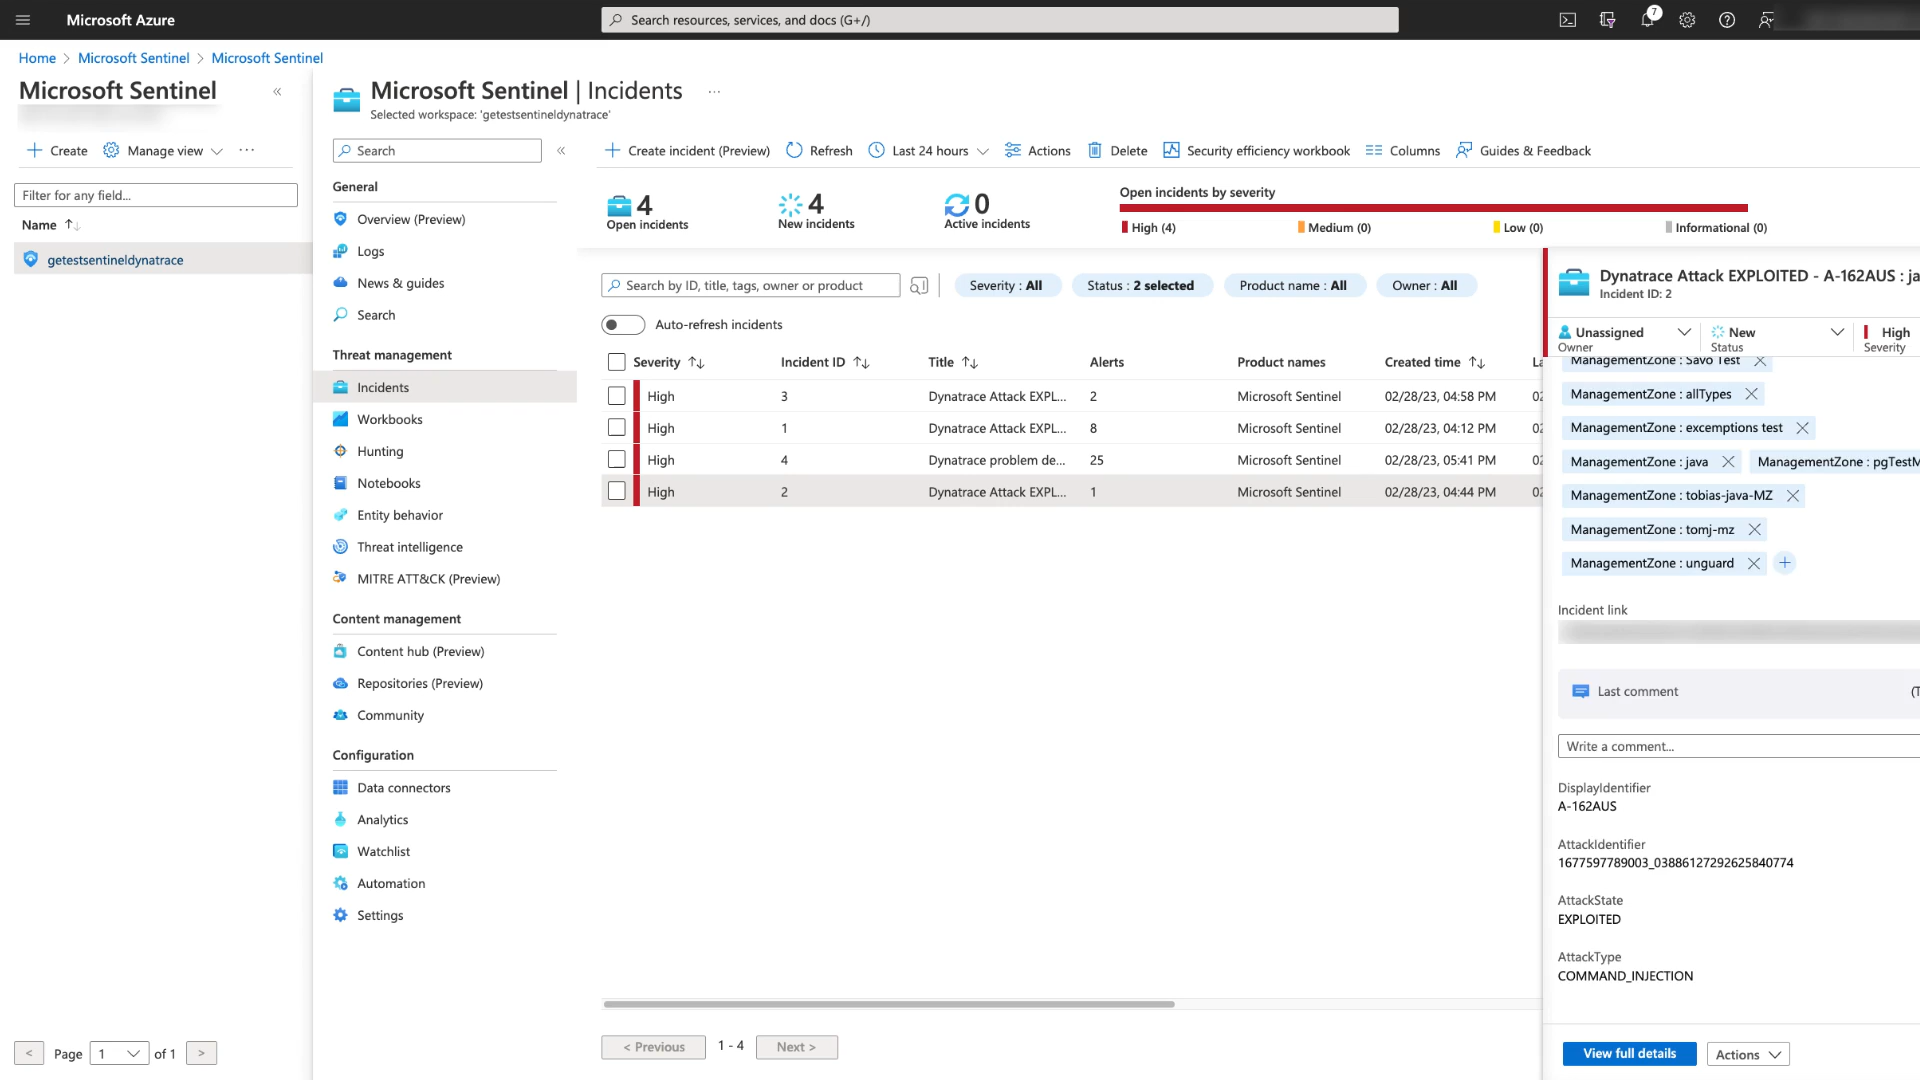 Microsoft Azure
Search resources, services, and docs (G+/)
7
Home > Microsoft Sentinel > Microsoft Sentinel
Microsoft Sentinel
«
Create Manage view ...
Filter for any field...
Name ↑↓
getestsentineldynatrace
< Page 1 of 1 >
Microsoft Sentinel | Incidents ...
Selected workspace: 'getestsentineldynatrace'
Search «
General
Overview (Preview)
Logs
News & guides
Search
Threat management
Incidents
Workbooks
Hunting
Notebooks
Entity behavior
Threat intelligence
MITRE ATT&CK (Preview)
Content management
Content hub (Preview)
Repositories (Preview)
Community
Configuration
Data connectors
Analytics
Watchlist
Automation
Settings
Create incident (Preview) Refresh Last 24 hours Actions Delete Security efficiency workbook Columns Guides & Feedback
4
Open incidents
4
New incidents
0
Active incidents
Open incidents by severity
High (4) Medium (0) Low (0) Informational (0)
Search by ID, title, tags, owner or product
Severity : All Status : 2 selected Product name : All Owner : All
Auto-refresh incidents
Severity ↑↓ Incident ID ↑↓ Title ↑↓ Alerts Product names Created time ↑↓ La
High 3 Dynatrace Attack EXPL... 2 Microsoft Sentinel 02/28/23, 04:58 PM 02
High 1 Dynatrace Attack EXPL... 8 Microsoft Sentinel 02/28/23, 04:12 PM 02
High 4 Dynatrace problem de... 25 Microsoft Sentinel 02/28/23, 05:41 PM 02
High 2 Dynatrace Attack EXPL... 1 Microsoft Sentinel 02/28/23, 04:44 PM 02
< Previous 1 - 4 Next >
Dynatrace Attack EXPLOITED - A-162AUS : ja
Incident ID: 2
Unassigned New High
Owner Status Severity
ManagementZone : Savo Test
ManagementZone : allTypes
ManagementZone : excemptions test
ManagementZone : java ManagementZone : pgTestM
ManagementZone : tobias-java-MZ
ManagementZone : tomj-mz
ManagementZone : unguard
Incident link
Last comment (T
Write a comment...
DisplayIdentifier
A-162AUS
AttackIdentifier
1677597789003_03886127292625840774
AttackState
EXPLOITED
AttackType
COMMAND_INJECTION
View full details Actions